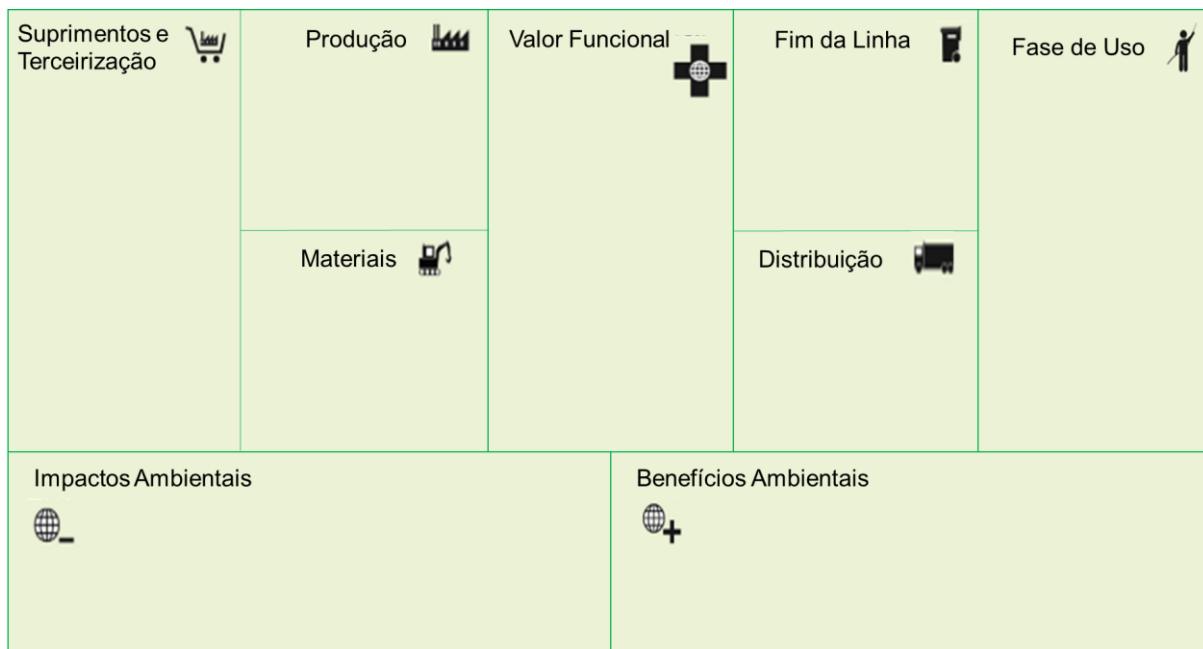 Suprimentos e
Terceirização
Produção
Materiais
Valor Funcional
Fim da Linha
Distribuição
Fase de Uso
Impactos Ambientais
Benefícios Ambientais